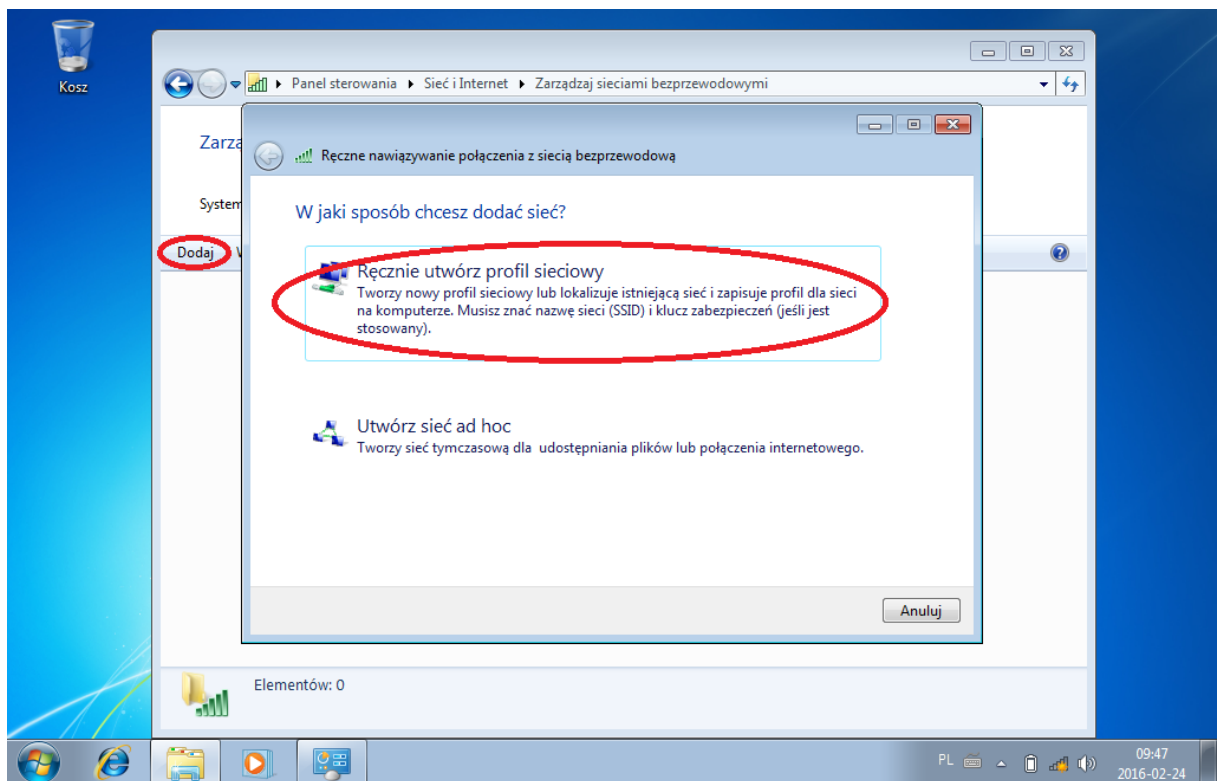 Kosz
Panel sterowania Sieć i Internet Zarządzaj sieciami bezprzewodowymi
Zarzą
Ręczne nawiązywanie połączenia z siecią bezprzewodową
System
W jaki sposób chcesz dodać sieć?
Dodaj
Ręcznie utwórz profil sieciowy
Tworzy nowy profil sieciowy lub lokalizuje istniejącą sieć i zapisuje profil dla sieci
na komputerze. Musisz znać nazwę sieci (SSID) i klucz zabezpieczeń (jeśli jest
stosowany).
Utwórz sieć ad hoc
Tworzy sieć tymczasową dla udostępniania plików lub połączenia internetowego.
Anuluj
Elementów: 0
PL
09:47
2016-02-24